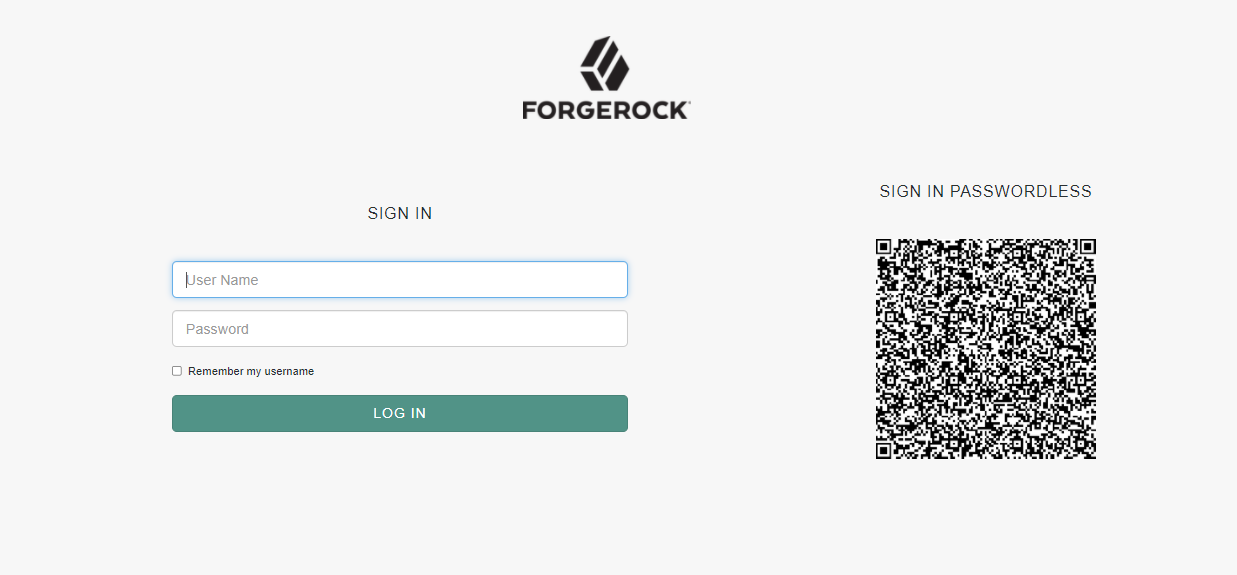 FORGEROCK
SIGN IN
User Name
Password
Remember my username
LOG IN
SIGN IN PASSWORDLESS